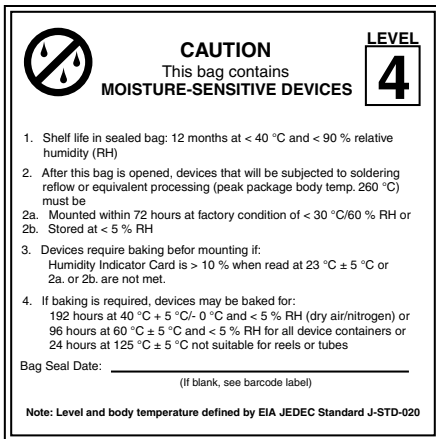 LEVEL
4
CAUTION
This bag contains
MOISTURE-SENSITIVE DEVICES
1. Shelf life in sealed bag: 12 months at < 40 °C and < 90 % relative
humidity (RH)
2. After this bag is opened, devices that will be subjected to soldering
reflow or equivalent processing (peak package body temp. 260 °C)
must be
2a. Mounted within 72 hours at factory condition of < 30 °C/60 % RH or
2b. Stored at < 5 % RH
3. Devices require baking befor mounting if:
Humidity Indicator Card is > 10 % when read at 23 °C ± 5 °C or
2a. or 2b. are not met.
4. If baking is required, devices may be baked for:
192 hours at 40 °C + 5 °C/- 0 °C and < 5 % RH (dry air/nitrogen) or
96 hours at 60 °C ± 5 °C and < 5 % RH for all device containers or
24 hours at 125 °C ± 5 °C not suitable for reels or tubes
Bag Seal Date:
(If blank, see barcode label)
Note: Level and body temperature defined by EIA JEDEC Standard J-STD-020